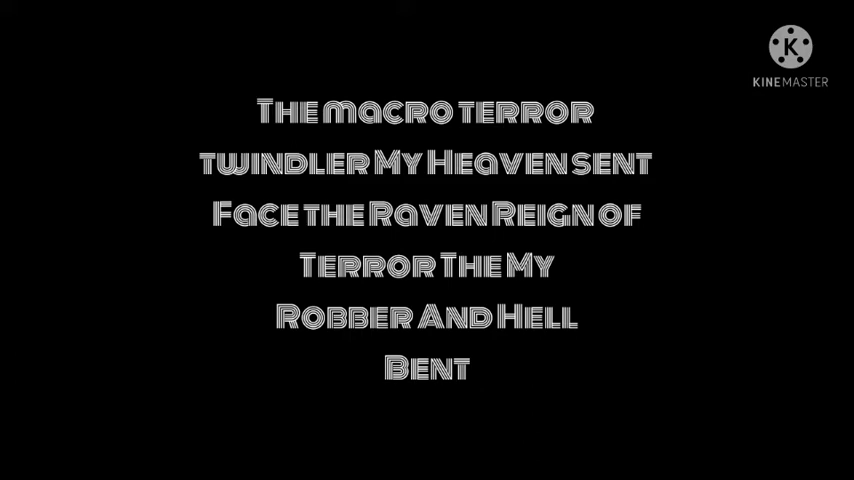 K
KINEMASTER
The macro terror
twindler My Heaven sent
Face the Raven Reign of
Terror The My
Robber And Hell
Bent